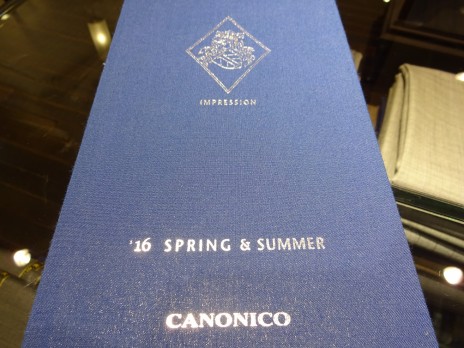 IMPRESSION
'16 SPRING & SUMMER
CANONICO